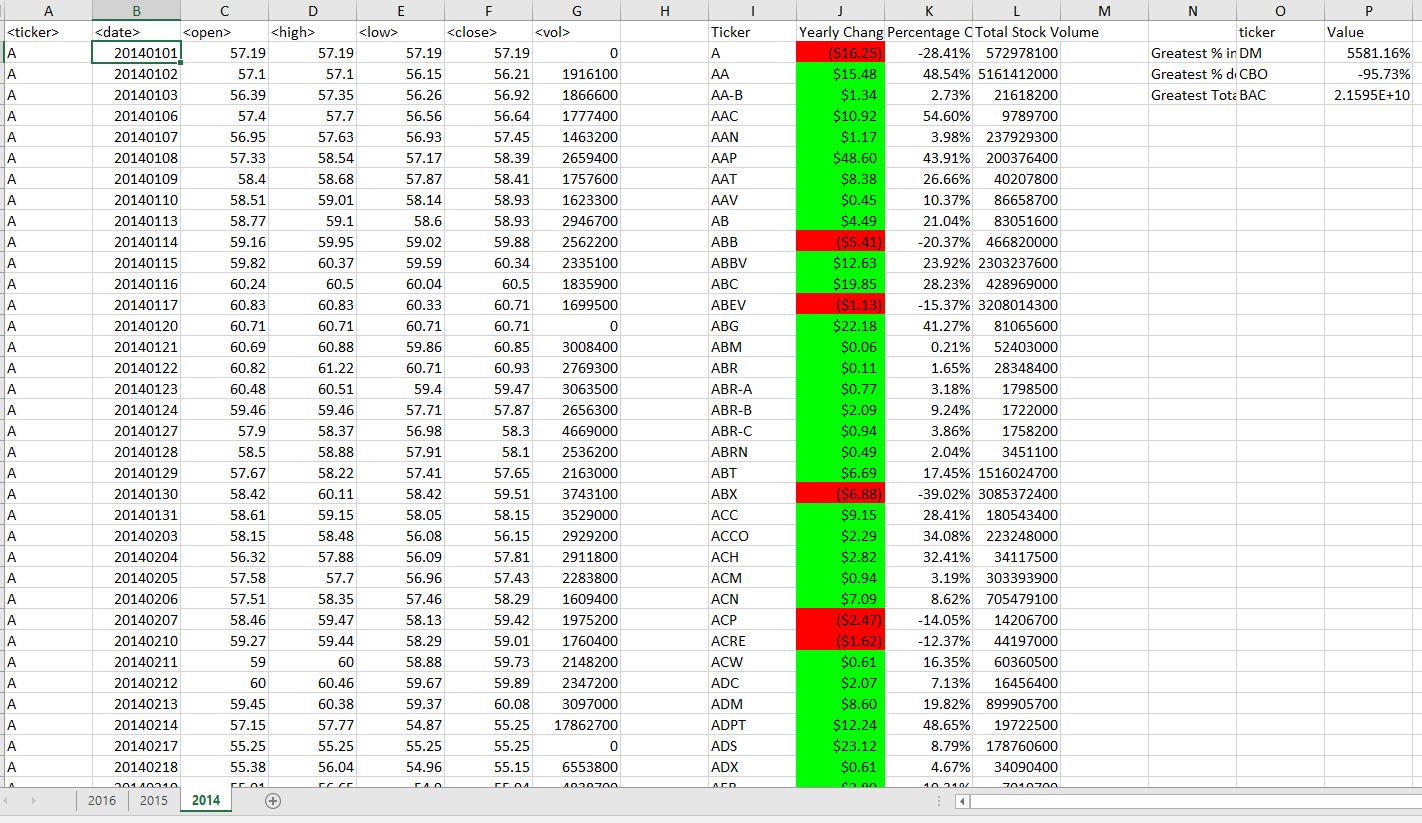 A B C D E F G H I J K L M N O P
<ticker> <date> <open> <high> <low> <close> <vol> Ticker Yearly Chang Percentage C Total Stock Volume ticker Value
A 20140101 57.19 57.19 57.19 57.19 0 A ($16.25) -28.41% 572978100 Greatest % in DM 5581.16%
A 20140102 57.1 57.1 56.15 56.21 1916100 AA $15.48 48.54% 5161412000 Greatest % d CBO -95.73%
A 20140103 56.39 57.35 56.26 56.92 1866600 AA-B $1.34 2.73% 21618200 Greatest Tota BAC 2.1595E+10
A 20140106 57.4 57.7 56.56 56.64 1777400 AAC $10.92 54.60% 9789700
A 20140107 56.95 57.63 56.93 57.45 1463200 AAN $1.17 3.98% 237929300
A 20140108 57.33 58.54 57.17 58.39 2659400 AAP $48.60 43.91% 200376400
A 20140109 58.4 58.68 57.87 58.41 1757600 AAT $8.38 26.66% 40207800
A 20140110 58.51 59.01 58.14 58.93 1623300 AAV $0.45 10.37% 86658700
A 20140113 58.77 59.1 58.6 58.93 2946700 AB $4.49 21.04% 83051600
A 20140114 59.16 59.95 59.02 59.88 2562200 ABB ($5.41) -20.37% 466820000
A 20140115 59.82 60.37 59.59 60.34 2335100 ABBV $12.63 23.92% 2303237600
A 20140116 60.24 60.5 60.04 60.5 1835900 ABC $19.85 28.23% 428969000
A 20140117 60.83 60.83 60.33 60.71 1699500 ABEV ($1.13) -15.37% 3208014300
A 20140120 60.71 60.71 60.71 60.71 0 ABG $22.18 41.27% 81065600
A 20140121 60.69 60.88 59.86 60.85 3008400 ABM $0.06 0.21% 52403000
A 20140122 60.82 61.22 60.71 60.93 2769300 ABR $0.11 1.65% 28348400
A 20140123 60.48 60.51 59.4 59.47 3063500 ABR-A $0.77 3.18% 1798500
A 20140124 59.46 59.46 57.71 57.87 2656300 ABR-B $2.09 9.24% 1722000
A 20140127 57.9 58.37 56.98 58.3 4669000 ABR-C $0.94 3.86% 1758200
A 20140128 58.5 58.88 57.91 58.1 2536200 ABRN $0.49 2.04% 3451100
A 20140129 57.67 58.22 57.41 57.65 2163000 ABT $6.69 17.45% 1516024700
A 20140130 58.42 60.11 58.42 59.51 3743100 ABX ($6.88) -39.02% 3085372400
A 20140131 58.61 59.15 58.05 58.15 3529000 ACC $9.15 28.41% 180543400
A 20140203 58.15 58.48 56.08 56.15 2929200 ACCO $2.29 34.08% 223248000
A 20140204 56.32 57.88 56.09 57.81 2911800 ACH $2.82 32.41% 34117500
A 20140205 57.58 57.7 56.96 57.43 2283800 ACM $0.94 3.19% 303393900
A 20140206 57.51 58.35 57.46 58.29 1609400 ACN $7.09 8.62% 705479100
A 20140207 58.46 59.47 58.13 59.42 1975200 ACP ($2.47) -14.05% 14206700
A 20140210 59.27 59.44 58.29 59.01 1760400 ACRE ($1.62) -12.37% 44197000
A 20140211 59 60 58.88 59.73 2148200 ACW $0.61 16.35% 60360500
A 20140212 60 60.46 59.67 59.89 2347200 ADC $2.07 7.13% 16456400
A 20140213 59.45 60.38 59.37 60.08 3097000 ADM $8.60 19.82% 899905700
A 20140214 57.15 57.77 54.87 55.25 17862700 ADPT $12.24 48.65% 19722500
A 20140217 55.25 55.25 55.25 55.25 0 ADS $23.12 8.79% 178760600
A 20140218 55.38 56.04 54.96 55.15 6553800 ADX $0.61 4.67% 34090400
2016 2015 2014